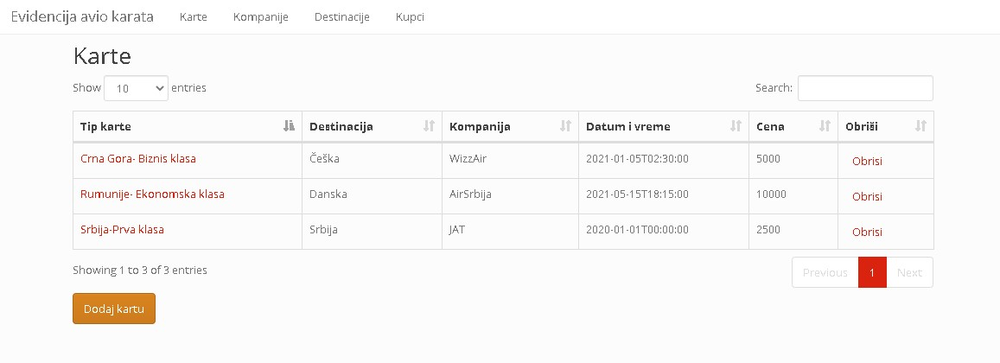 Evidencija avio karata Karte Kompanije Destinacije Kupci
Karte
Show 10 entries Search:
Tip karte Destinacija Kompanija Datum i vreme Cena Obriši
Crna Gora- Biznis klasa Češka WizzAir 2021-01-05T02:30:00 5000 Obrisi
Rumunije- Ekonomska klasa Danska AirSrbija 2021-05-15T18:15:00 10000 Obrisi
Srbija-Prva klasa Srbija JAT 2020-01-01T00:00:00 2500 Obrisi
Showing 1 to 3 of 3 entries Previous 1 Next
Dodaj kartu